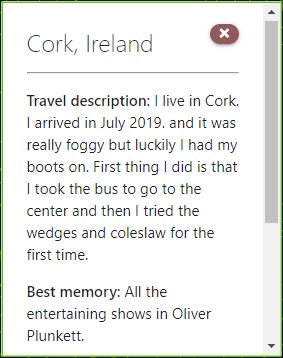 Cork, Ireland
Travel description: I live in Cork.
I arrived in July 2019. and it was
really foggy but luckily I had my
boots on. First thing I did is that
I took the bus to go to the
center and then I tried the
wedges and coleslaw for the
first time.
Best memory: All the
entertaining shows in Oliver
Plunkett.